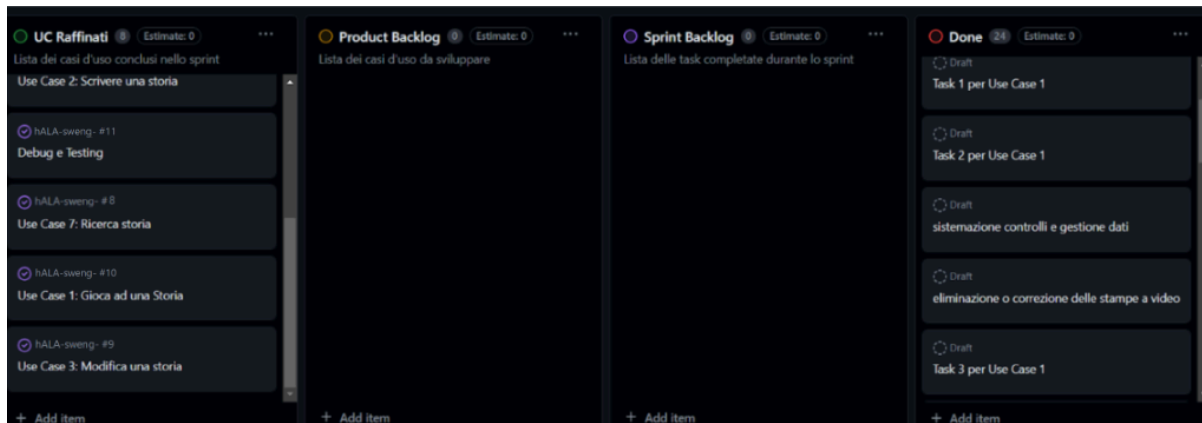 UC Raffinati 8 Estimate: 0 ...
Lista dei casi d'uso conclusi nello sprint
Use Case 2: Scrivere una storia
hALA-sweng- #11
Debug e Testing
hALA-sweng- #8
Use Case 7: Ricerca storia
hALA-sweng- #10
Use Case 1: Gioca ad una Storia
hALA-sweng- #9
Use Case 3: Modifica una storia
+ Add item
Product Backlog 0 Estimate: 0 ...
Lista dei casi d'uso da sviluppare
+ Add item
Sprint Backlog 0 Estimate: 0 ...
Lista delle task completate durante lo sprint
+ Add item
Done 24 Estimate: 0 ...
Draft
Task 1 per Use Case 1
Draft
Task 2 per Use Case 1
Draft
sistemazione controlli e gestione dati
Draft
eliminazione o correzione delle stampe a video
Draft
Task 3 per Use Case 1
+ Add item